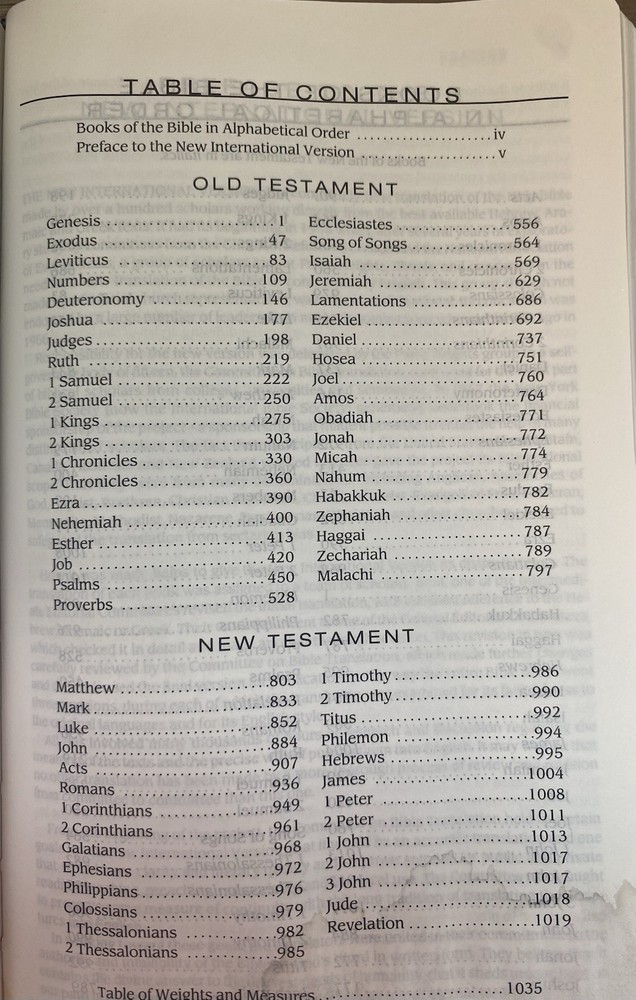 TABLE OF CONTENTS
Books of the Bible in Alphabetical Order .................... iv
Preface to the New International Version .................... v
OLD TESTAMENT
Genesis .................... 1
Exodus .................... 47
Leviticus .................... 83
Numbers .................... 109
Deuteronomy .................... 146
Joshua .................... 177
Judges .................... 198
Ruth .................... 219
1 Samuel .................... 222
2 Samuel .................... 250
1 Kings .................... 275
2 Kings .................... 303
1 Chronicles .................... 330
2 Chronicles .................... 360
Ezra .................... 390
Nehemiah .................... 400
Esther .................... 413
Job .................... 420
Psalms .................... 450
Proverbs .................... 528
Ecclesiastes .................... 556
Song of Songs .................... 564
Isaiah .................... 569
Jeremiah .................... 629
Lamentations .................... 686
Ezekiel .................... 692
Daniel .................... 737
Hosea .................... 751
Joel .................... 760
Amos .................... 764
Obadiah .................... 771
Jonah .................... 772
Micah .................... 774
Nahum .................... 779
Habakkuk .................... 782
Zephaniah .................... 784
Haggai .................... 787
Zechariah .................... 789
Malachi .................... 797
NEW TESTAMENT
Matthew .................... 803
Mark .................... 833
Luke .................... 852
John .................... 884
Acts .................... 907
Romans .................... 936
1 Corinthians .................... 949
2 Corinthians .................... 961
Galatians .................... 968
Ephesians .................... 972
Philippians .................... 976
Colossians .................... 979
1 Thessalonians .................... 982
2 Thessalonians .................... 985
1 Timothy .................... 986
2 Timothy .................... 990
Titus .................... 992
Philemon .................... 994
Hebrews .................... 995
James .................... 1004
1 Peter .................... 1008
2 Peter .................... 1011
1 John .................... 1013
2 John .................... 1017
3 John .................... 1017
Jude .................... 1018
Revelation .................... 1019
Table of Weights and Measures .................... 1035